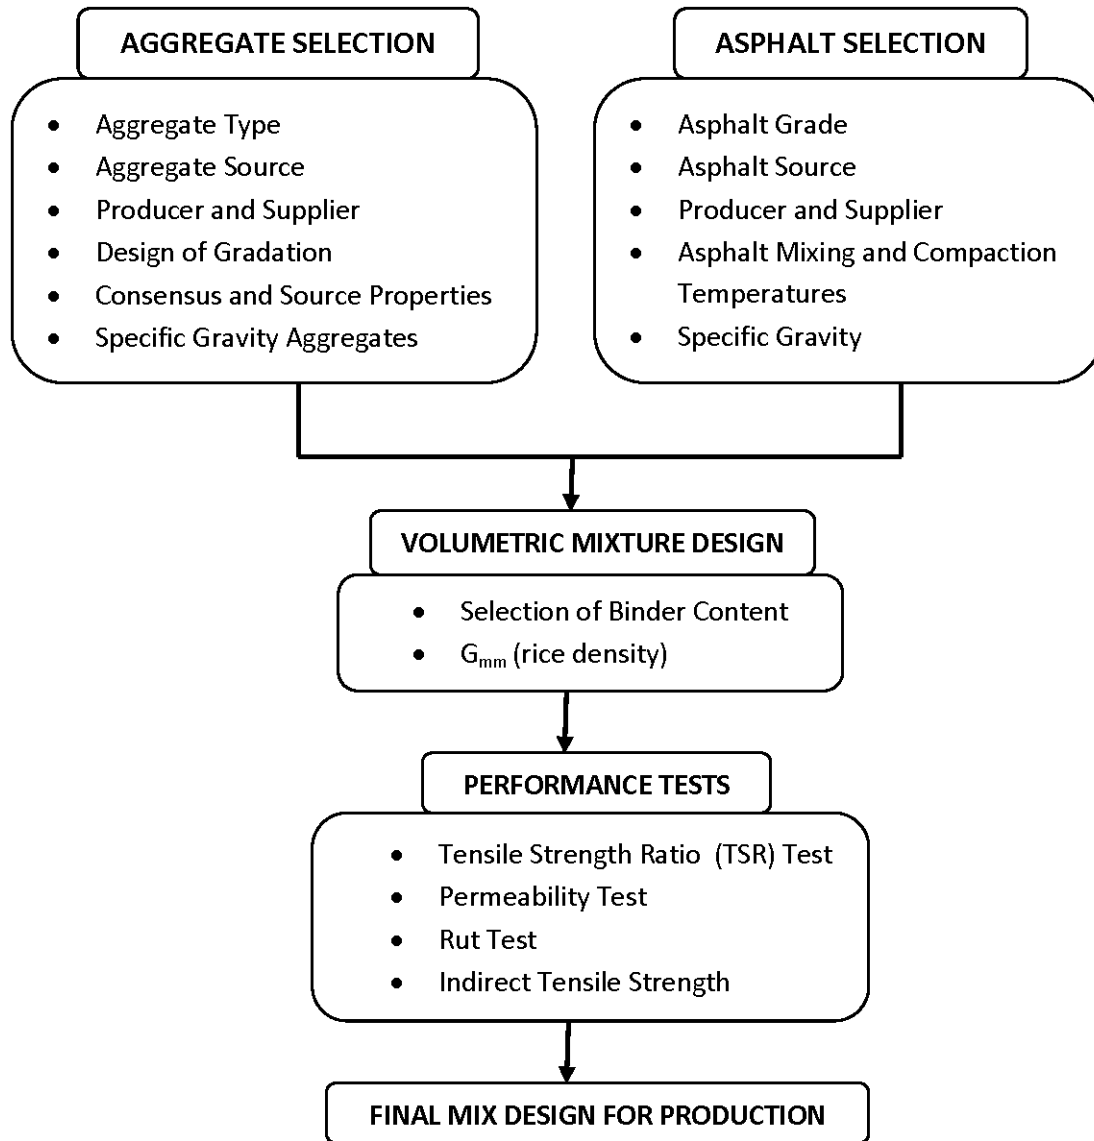 AGGREGATE SELECTION
• Aggregate Type
• Aggregate Source
• Producer and Supplier
• Design of Gradation
• Consensus and Source Properties
• Specific Gravity Aggregates
ASPHALT SELECTION
• Asphalt Grade
• Asphalt Source
• Producer and Supplier
• Asphalt Mixing and Compaction
Temperatures
• Specific Gravity
VOLUMETRIC MIXTURE DESIGN
• Selection of Binder Content
• Gmm (rice density)
PERFORMANCE TESTS
• Tensile Strength Ratio (TSR) Test
• Permeability Test
• Rut Test
• Indirect Tensile Strength
FINAL MIX DESIGN FOR PRODUCTION